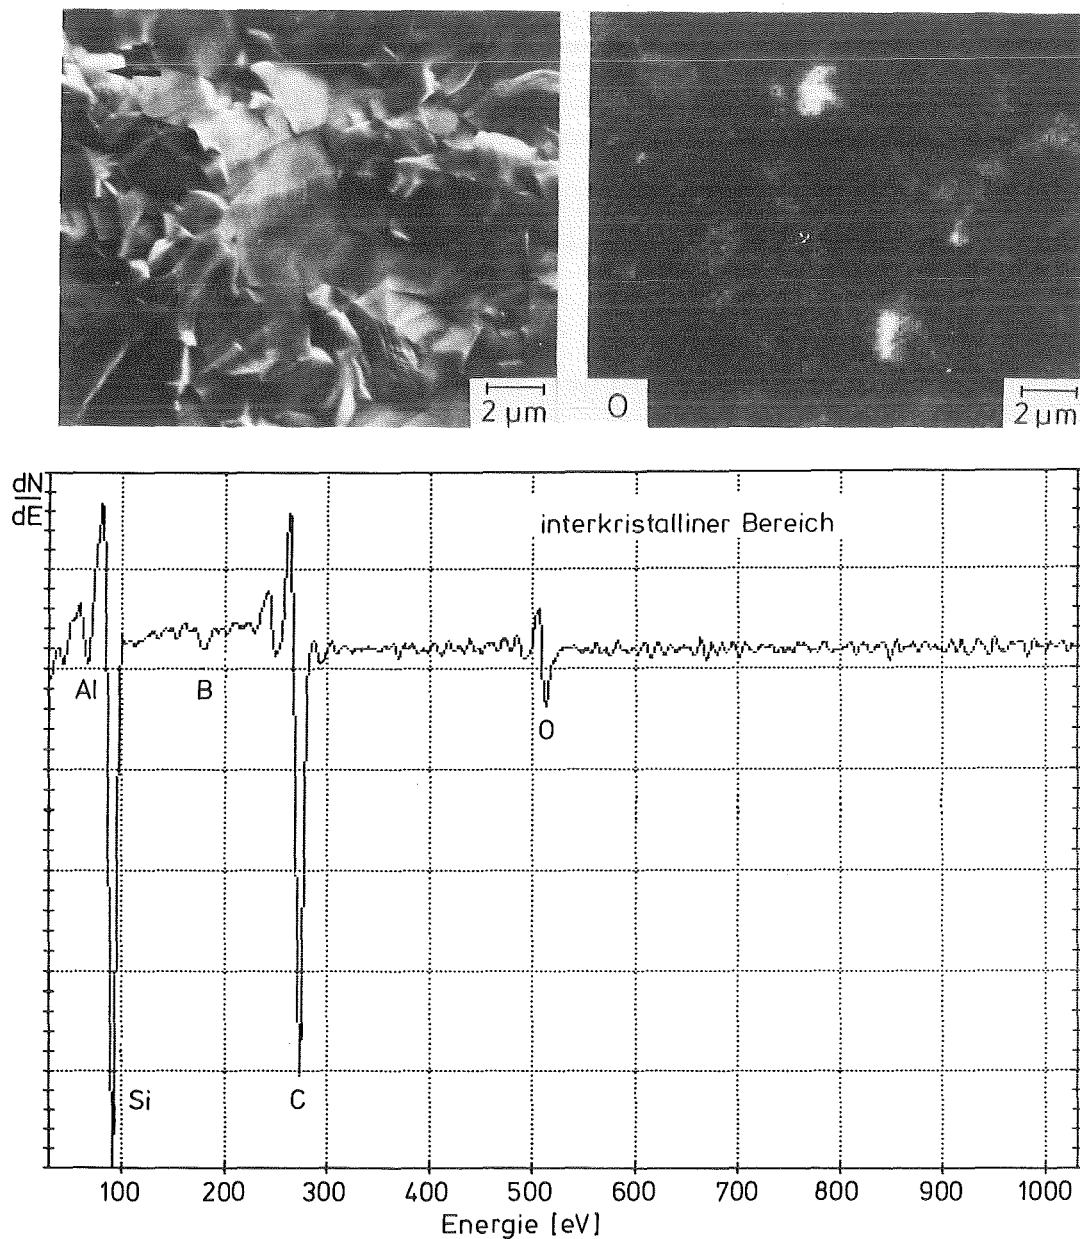 2 µm
O
2 µm
dN
dE
interkristalliner Bereich
Al
B
O
Si
C
100 200 300 400 500 600 700 800 900 1000
Energie [eV]